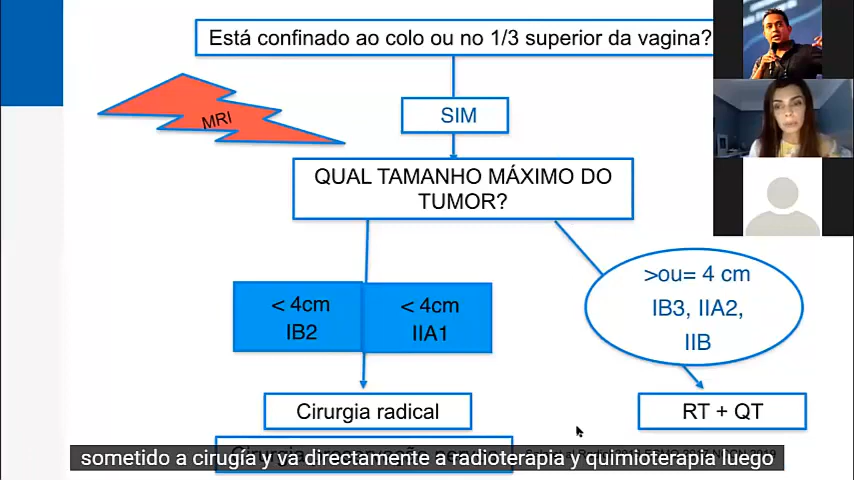 Está confinado ao colo ou no 1/3 superior da vagina?
MRI
SIM
QUAL TAMANHO MÁXIMO DO
TUMOR?
< 4cm
IB2
< 4cm
IIA1
>ou= 4 cm
IB3, IIA2,
IIB
Cirurgia radical
RT + QT
sometido a cirugía y va directamente a radioterapia y quimioterapia luego